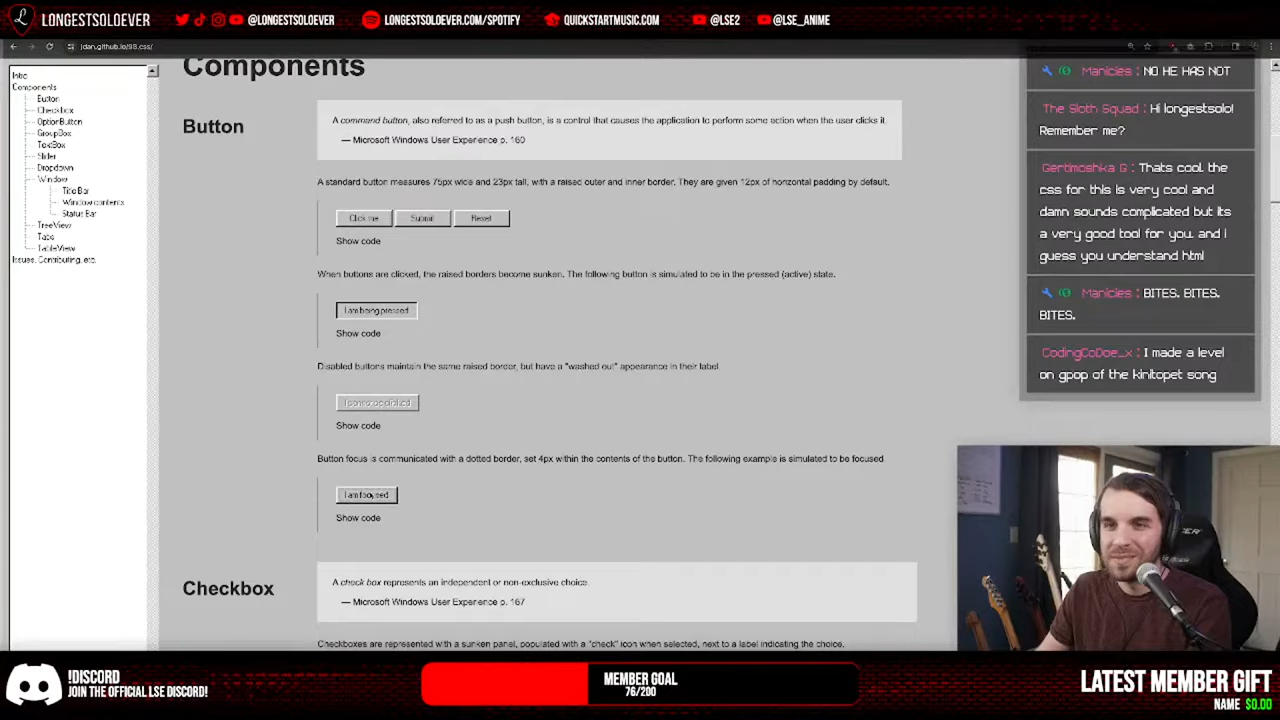 LONGESTSOLOEVER
@LONGESTSOLOEVER
LONGESTSOLOEVER.COM/SPOTIFY
QUICKSTARTMUSIC.COM
@LSE2
@LSE_ANIME
jdan.github.io/98.css/
Intro
Components
Button
Checkbox
OptionButton
GroupBox
TextBox
Slider
Dropdown
Window
Title Bar
Window contents
Status Bar
TreeView
Tabs
TableView
Issues, Contributing, etc.
Components
Button
A command button, also referred to as a push button, is a control that causes the application to perform some action when the user clicks it.
— Microsoft Windows User Experience p. 160
A standard button measures 75px wide and 23px tall, with a raised outer and inner border. They are given 12px of horizontal padding by default.
Click me
Submit
Reset
Show code
When buttons are clicked, the raised borders become sunken. The following button is simulated to be in the pressed (active) state.
I am being pressed
Show code
Disabled buttons maintain the same raised border, but have a "washed out" appearance in their label.
I cannot be clicked
Show code
Button focus is communicated with a dotted border, set 4px within the contents of the button. The following example is simulated to be focused.
I am focused
Show code
Checkbox
A check box represents an independent or non-exclusive choice.
— Microsoft Windows User Experience p. 167
Checkboxes are represented with a sunken panel, populated with a "check" icon when selected, next to a label indicating the choice.
Manicies : NO HE HAS NOT
The Sloth Squad : Hi longestsolo!
Remember me?
Gertimoshka G : Thats cool. the
css for this is very cool and
damn sounds complicated but its
a very good tool for you. and i
guess you understand html
Manicies : BITES. BITES.
BITES.
CodingCoDoe_x : I made a level
on gpop of the kinitopet song
!DISCORD
JOIN THE OFFICIAL LSE DISCORD!
MEMBER GOAL
76/200
LATEST MEMBER GIFT
NAME $0.00